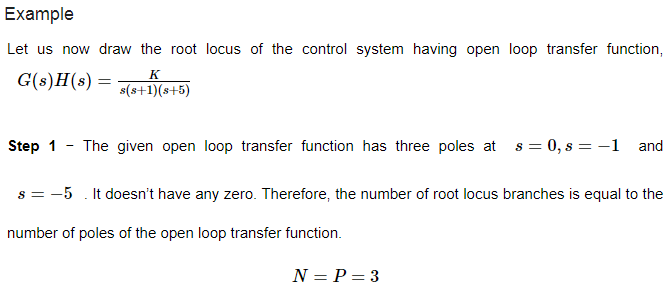 Example
Let us now draw the root locus of the control system having open loop transfer function,
G(s)H(s) = K / s(s+1)(s+5)
Step 1 − The given open loop transfer function has three poles at s = 0, s = −1 and
s = −5 . It doesn't have any zero. Therefore, the number of root locus branches is equal to the
number of poles of the open loop transfer function.
N = P = 3